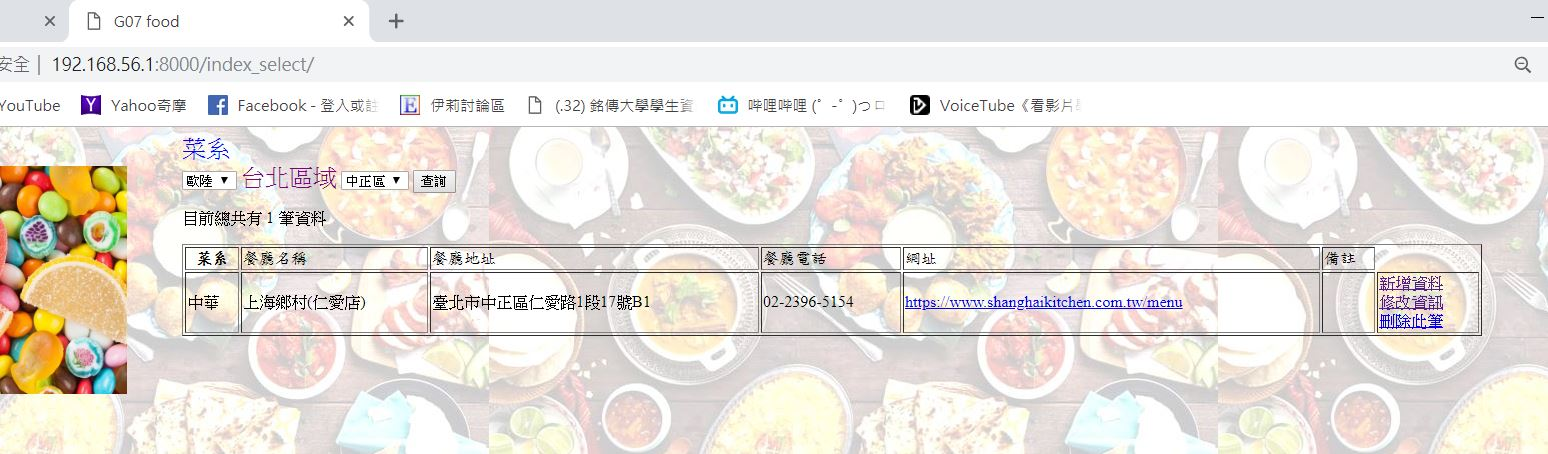 G07 food
安全 | 192.168.56.1:8000/index_select/
YouTube Yahoo奇摩 Facebook - 登入或註 伊莉討論區 (.32) 銘傳大學學生資 哔哩哔哩 (゜-゜)つロ VoiceTube《看影片學
菜系
歐陸 台北區域 中正區 查詢
目前總共有 1 筆資料
菜系 餐廳名稱 餐廳地址 餐廳電話 網址 備註
中華 上海鄉村(仁愛店) 臺北市中正區仁愛路1段17號B1 02-2396-5154 https://www.shanghaikitchen.com.tw/menu
新增資料
修改資訊
刪除此筆